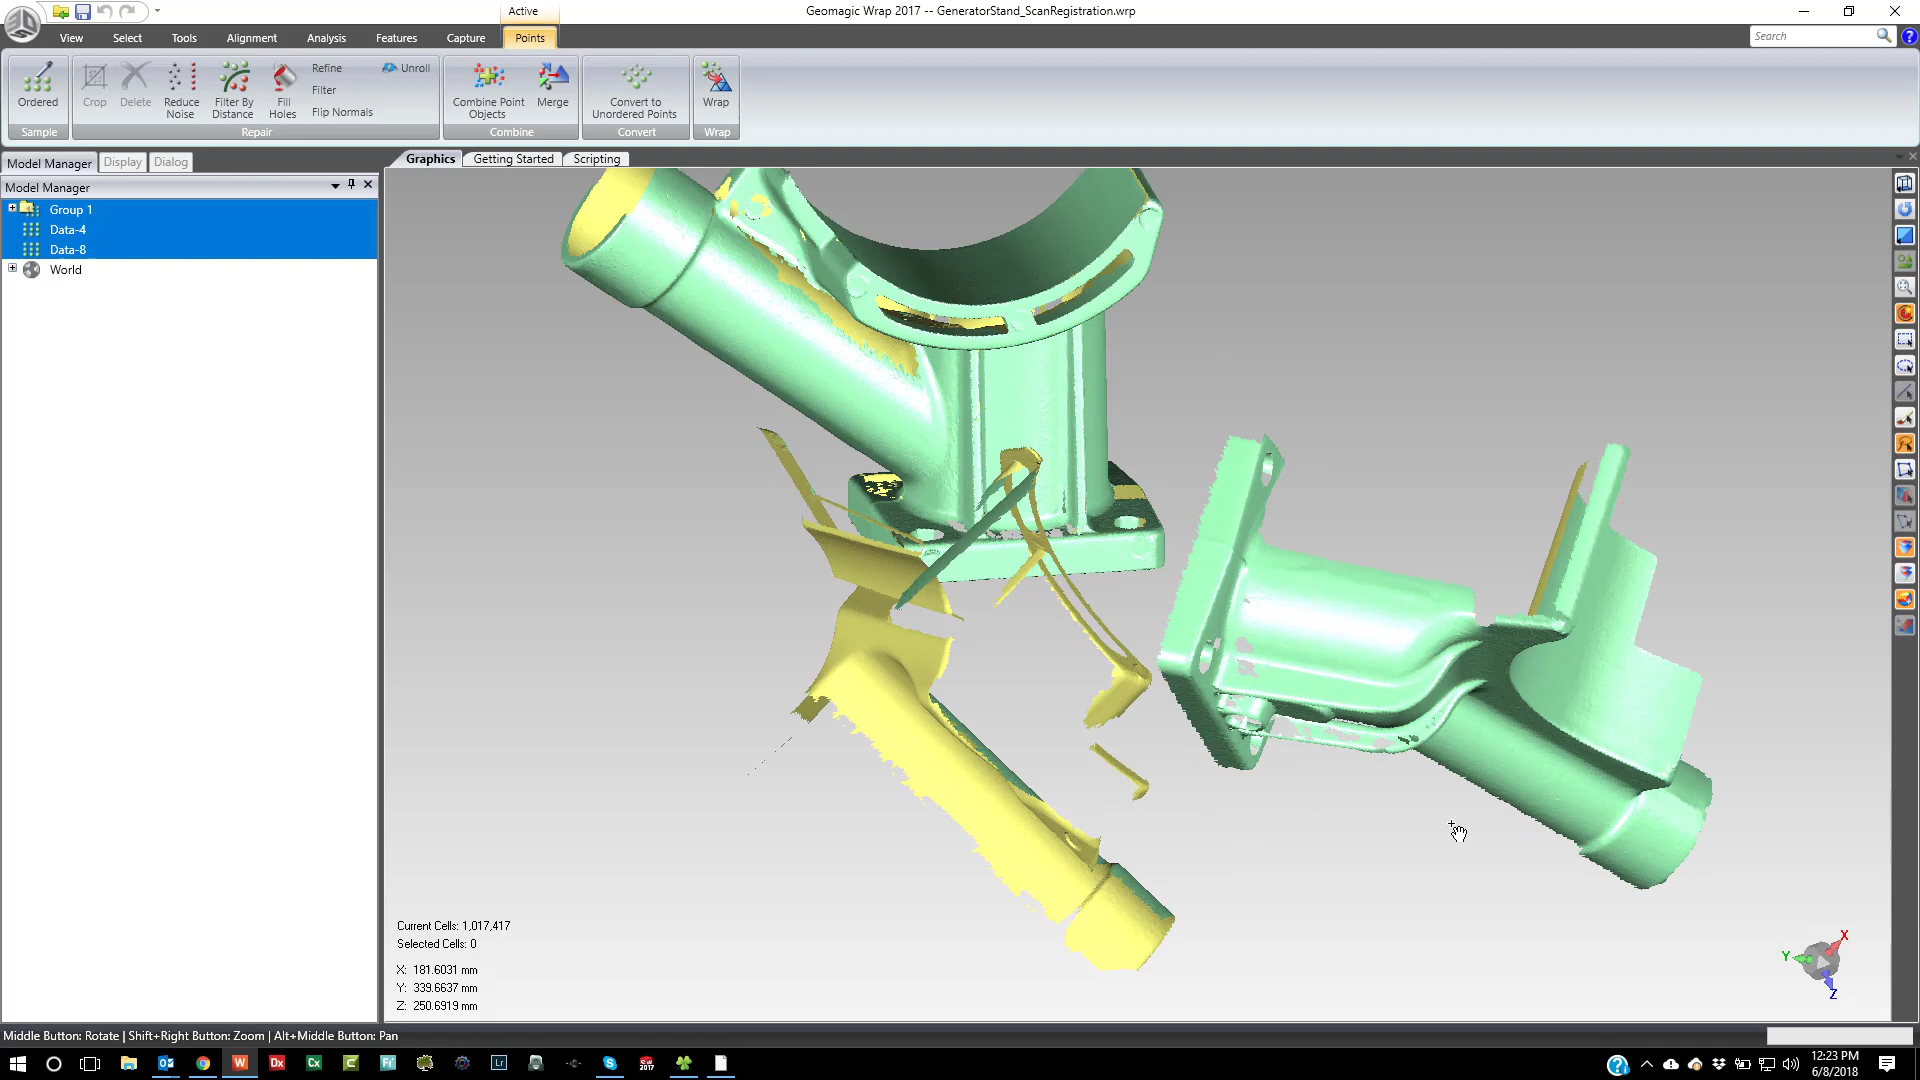 Active
Geomagic Wrap 2017 -- GeneratorStand_ScanRegistration.wrp
View Select Tools Alignment Analysis Features Capture Points
Search
Ordered
Crop
Delete
Reduce Noise
Filter By Distance
Fill Holes
Refine
Filter
Flip Normals
Unroll
Combine Point Objects
Merge
Convert to Unordered Points
Wrap
Sample Repair Combine Convert Wrap
Model Manager Display Dialog
Graphics Getting Started Scripting
Model Manager
Group 1
Data-4
Data-8
World
Current Cells: 1,017,417
Selected Cells: 0
X: 181.6031 mm
Y: 339.6637 mm
Z: 250.6919 mm
X
Y
Z
Middle Button: Rotate | Shift+Right Button: Zoom | Alt+Middle Button: Pan
W Dx Cx C Lr S 2017
12:23 PM
6/8/2018